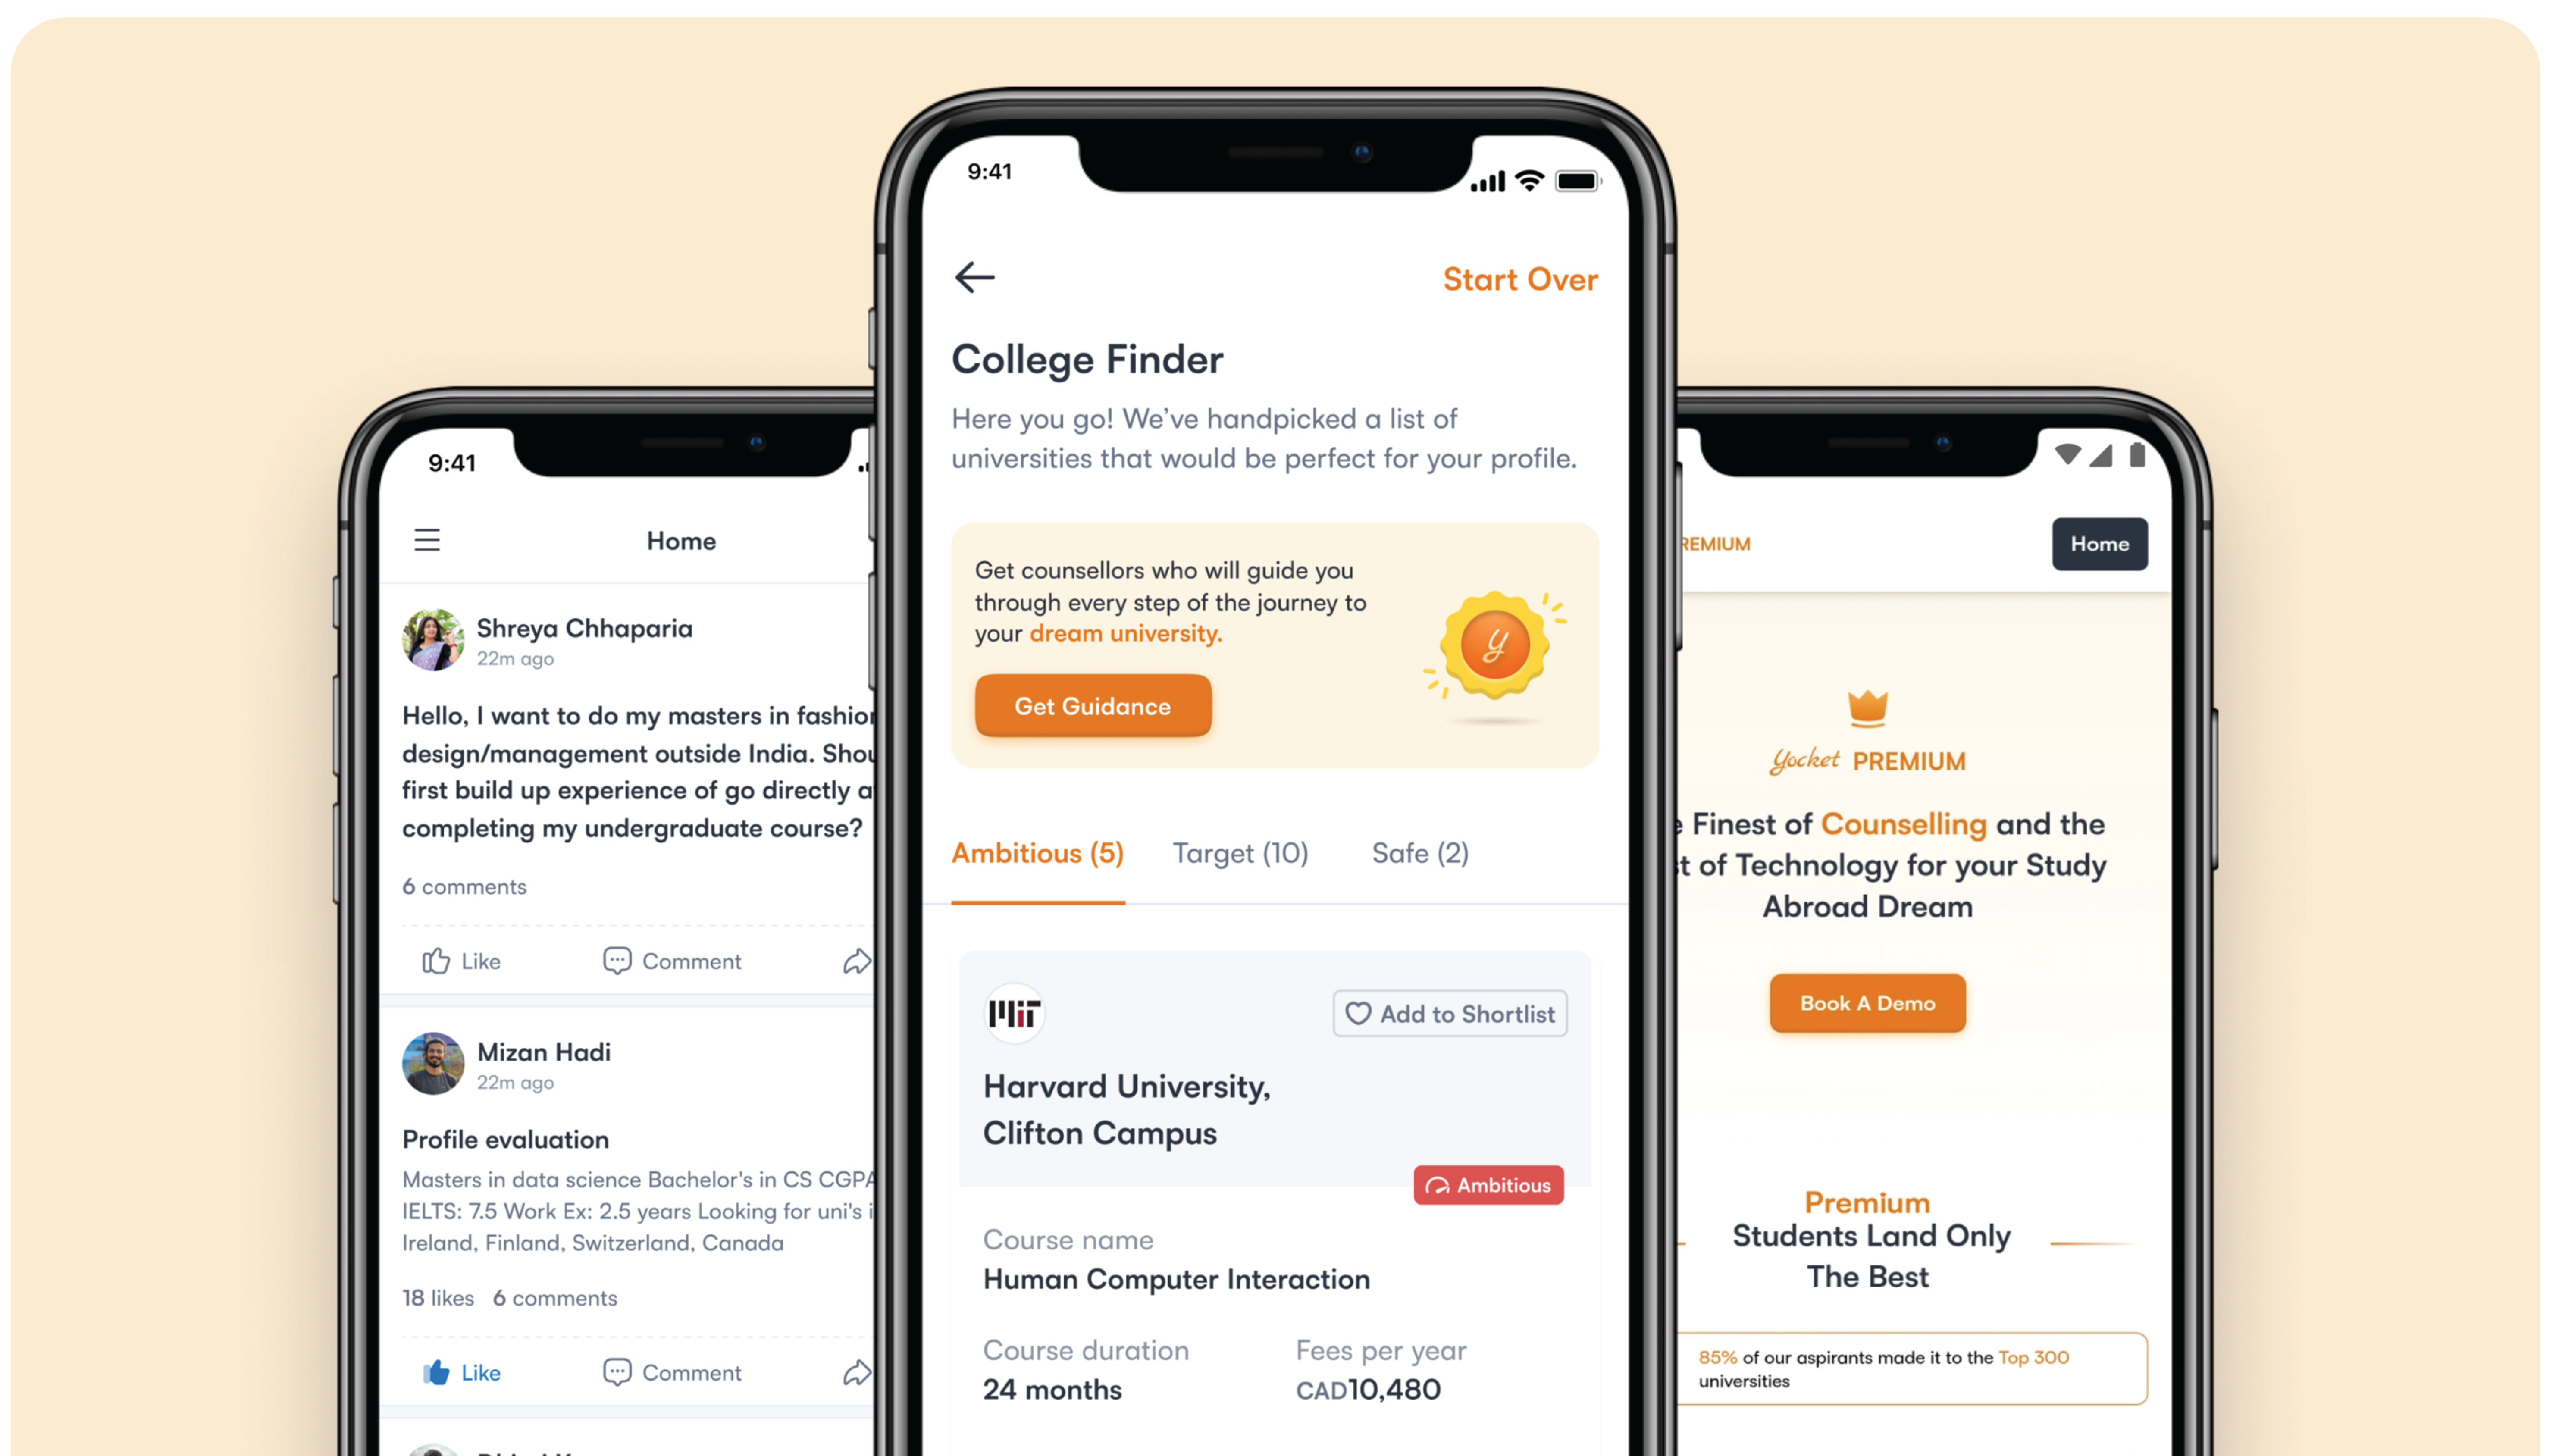 9:41
Home
Shreya Chhaparia
22m ago
Hello, I want to do my masters in
design/management outside India.
first build up experience of go directly
completing my undergraduate course?
6 comments
Like
Comment
Mizan Hadi
22m ago
Profile evaluation
Masters in data science Bachelor's in CS CGPA
IELTS: 7.5 Work Ex: 2.5 years Looking for uni's
Ireland, Finland, Switzerland, Canada
18 likes 6 comments
Like
Comment
9:41
Start Over
College Finder
Here you go! We've handpicked a list of
universities that would be perfect for your profile.
Get counsellors who will guide you
through every step of the journey to
your dream university.
y
Get Guidance
Ambitious (5) Target (10) Safe (2)
MIT
Add to Shortlist
Harvard University,
Clifton Campus
Ambitious
Course name
Human Computer Interaction
Course duration Fees per year
24 months CAD10,480
REMIUM
Home
yocket PREMIUM
Finest of Counselling and the
of Technology for your Study
Abroad Dream
Book A Demo
Premium
Students Land Only
The Best
85% of our aspirants made it to the Top 300
universities